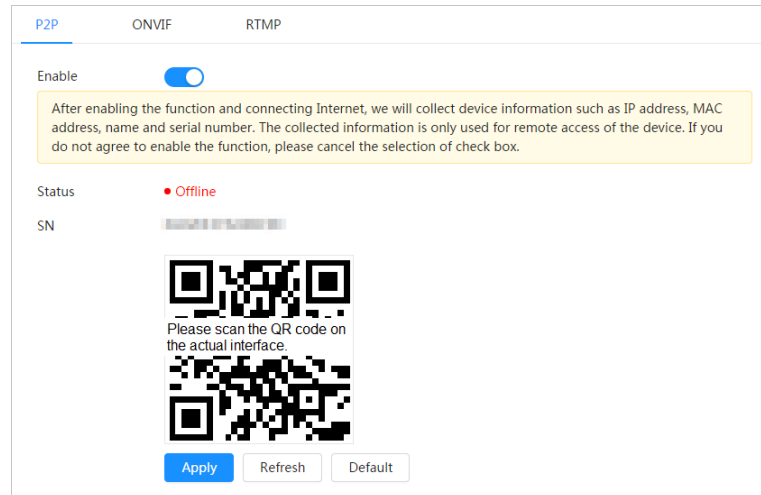 P2P ONVIF RTMP
Enable
After enabling the function and connecting Internet, we will collect device information such as IP address, MAC
address, name and serial number. The collected information is only used for remote access of the device. If you
do not agree to enable the function, please cancel the selection of check box.
Status Offline
SN
Please scan the QR code on
the actual interface.
Apply Refresh Default